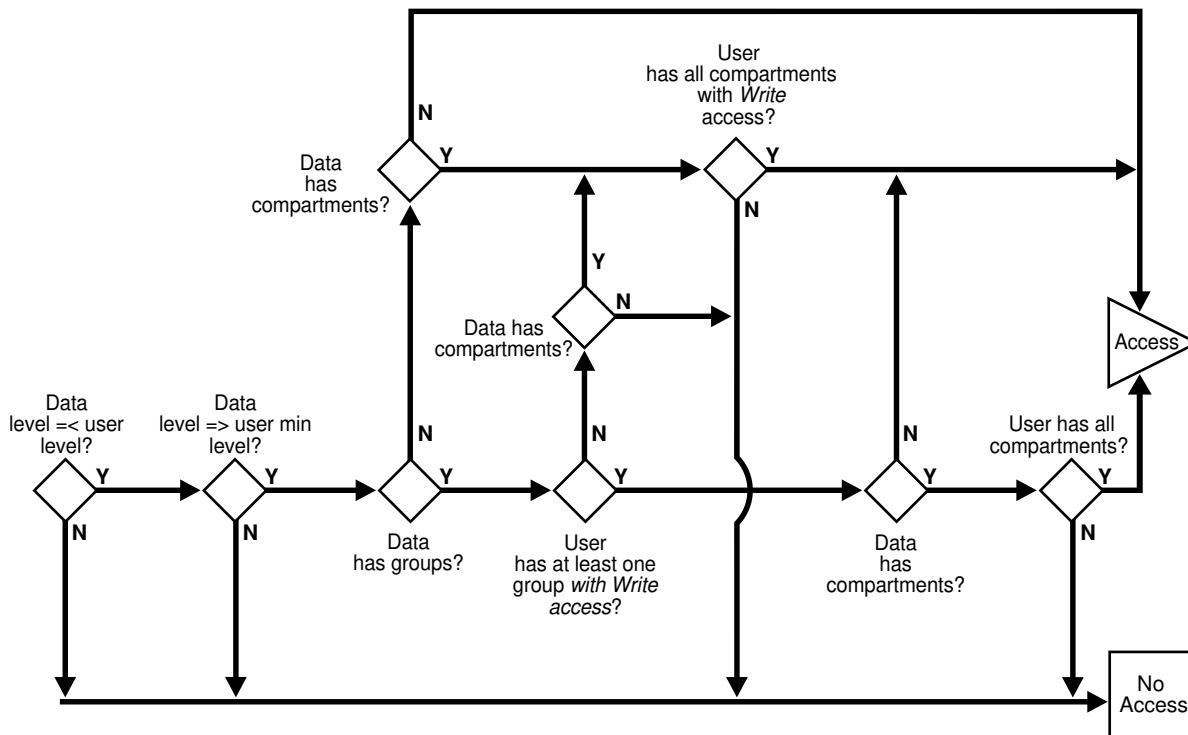 User
has all compartments
with Write
access?
N
Y
Data
has
compartments?
Y
N
Y
N
Data has
compartments?
Access
Data
level =< user
level?
Data
level => user min
level?
User has all
compartments?
N
N
N
Y
Y
Y
Y
Y
Y
N
N
N
Data
has groups?
User
has at least one
group with Write
access?
Data
has
compartments?
No
Access